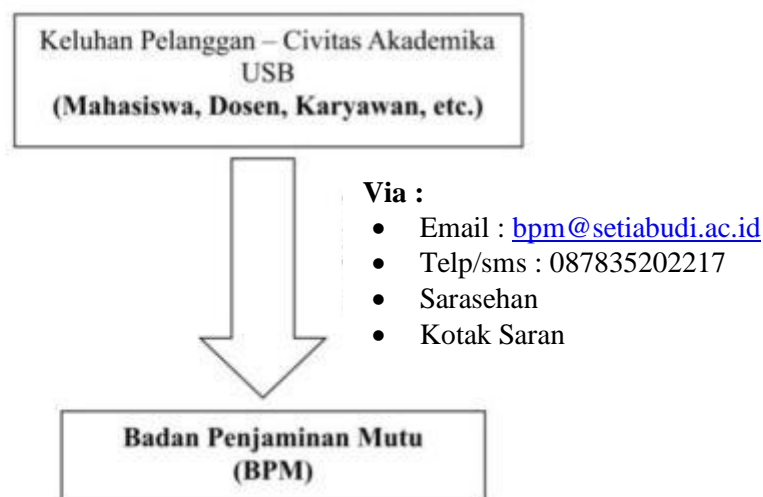 Keluhan Pelanggan – Civitas Akademika
USB
(Mahasiswa, Dosen, Karyawan, etc.)
Via :
• Email : bpm@setiabudi.ac.id
• Telp/sms : 087835202217
• Sarasehan
• Kotak Saran
Badan Penjaminan Mutu
(BPM)